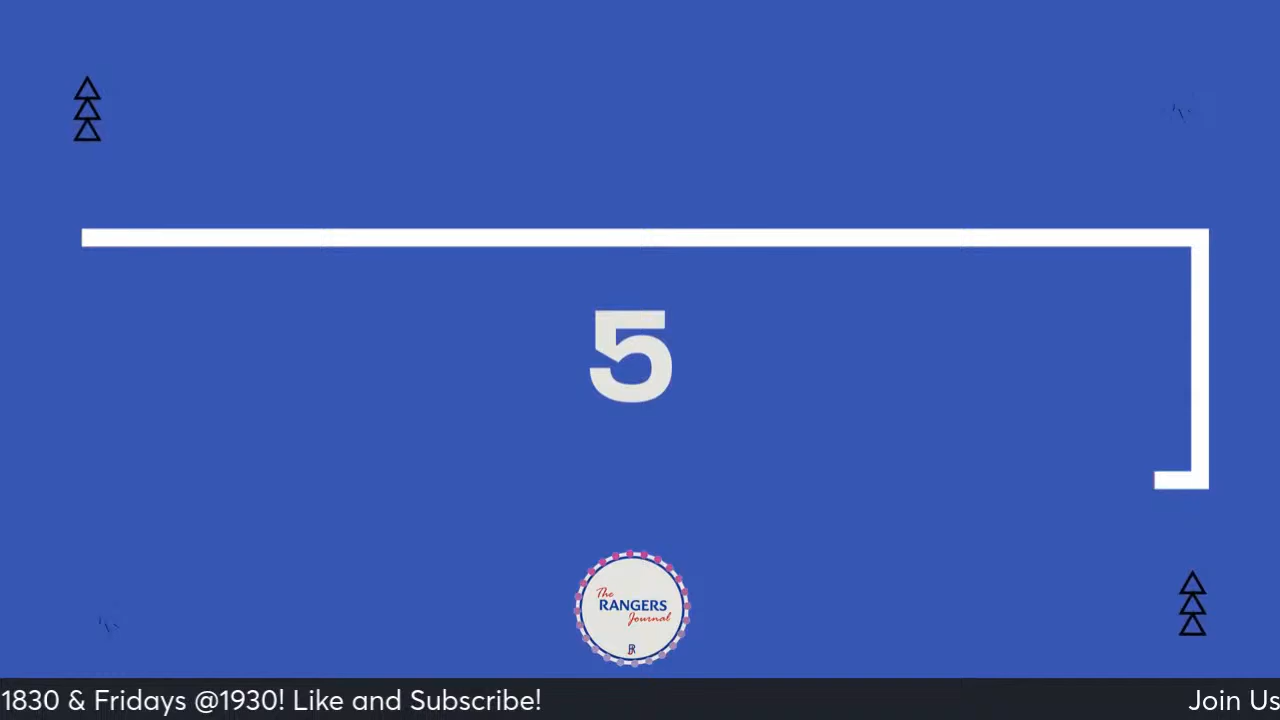 5
The
RANGERS
Journal
1830 & Fridays @1930! Like and Subscribe!
Join Us